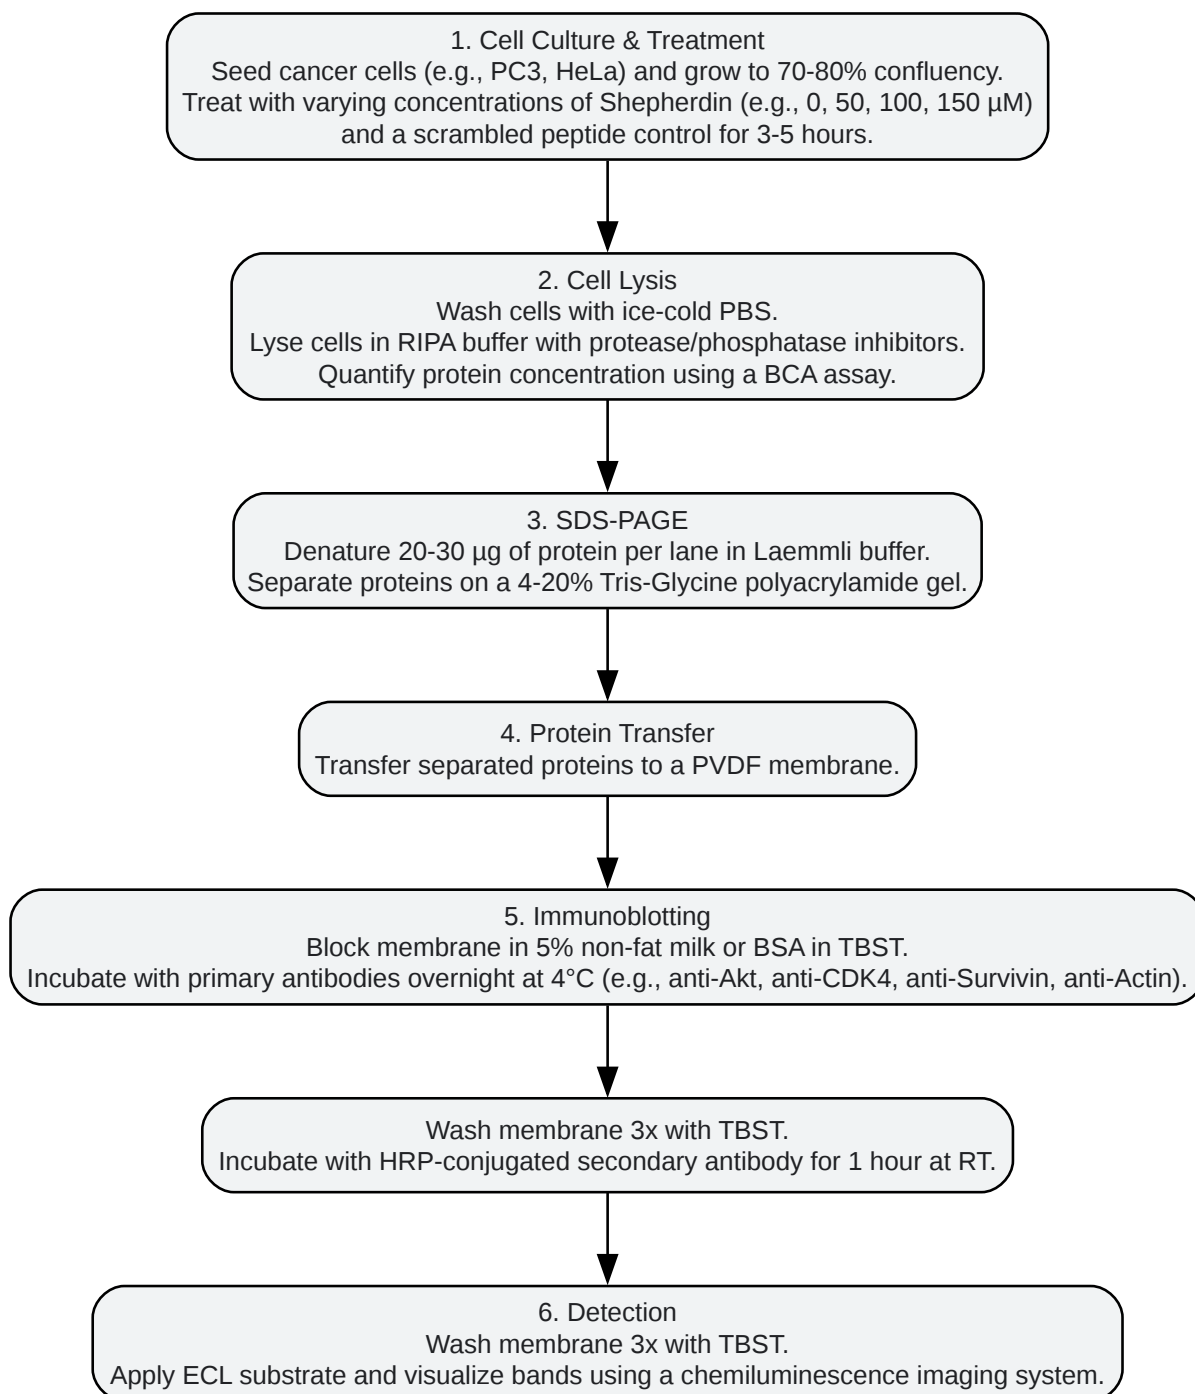 1. Cell Culture & Treatment
Seed cancer cells (e.g., PC3, HeLa) and grow to 70-80% confluency.
Treat with varying concentrations of Shepherdin (e.g., 0, 50, 100, 150 µM)
and a scrambled peptide control for 3-5 hours.
2. Cell Lysis
Wash cells with ice-cold PBS.
Lyse cells in RIPA buffer with protease/phosphatase inhibitors.
Quantify protein concentration using a BCA assay.
3. SDS-PAGE
Denature 20-30 µg of protein per lane in Laemmli buffer.
Separate proteins on a 4-20% Tris-Glycine polyacrylamide gel.
4. Protein Transfer
Transfer separated proteins to a PVDF membrane.
5. Immunoblotting
Block membrane in 5% non-fat milk or BSA in TBST.
Incubate with primary antibodies overnight at 4°C (e.g., anti-Akt, anti-CDK4, anti-Survivin, anti-Actin).
Wash membrane 3x with TBST.
Incubate with HRP-conjugated secondary antibody for 1 hour at RT.
6. Detection
Wash membrane 3x with TBST.
Apply ECL substrate and visualize bands using a chemiluminescence imaging system.